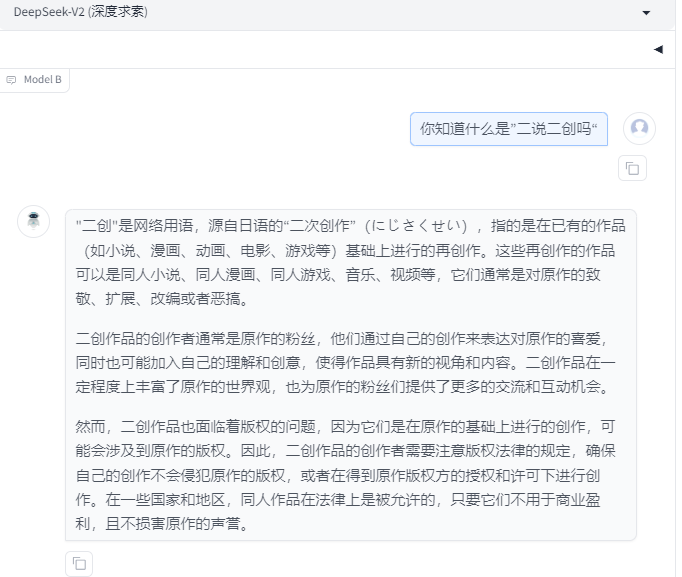 DeepSeek-V2 (深度求索)
Model B
你知道什么是”二说二创吗“
"二创"是网络用语，源自日语的“二次创作”（にじさくせい），指的是在已有的作品
（如小说、漫画、动画、电影、游戏等）基础上进行的再创作。这些再创作的作品
可以是同人小说、同人漫画、同人游戏、音乐、视频等，它们通常是对原作的致
敬、扩展、改编或者恶搞。
二创作品的创作者通常是原作的粉丝，他们通过自己的创作来表达对原作的喜爱，
同时也可能加入自己的理解和创意，使得作品具有新的视角和内容。二创作品在一
定程度上丰富了原作的世界观，也为原作的粉丝们提供了更多的交流和互动机会。
然而，二创作品也面临着版权的问题，因为它们是在原作的基础上进行的创作，可
能会涉及到原作的版权。因此，二创作品的创作者需要注意版权法律的规定，确保
自己的创作不会侵犯原作的版权，或者在得到原作版权方的授权和许可下进行创
作。在一些国家和地区，同人作品在法律上是被允许的，只要它们不用于商业盈
利，且不损害原作的声誉。